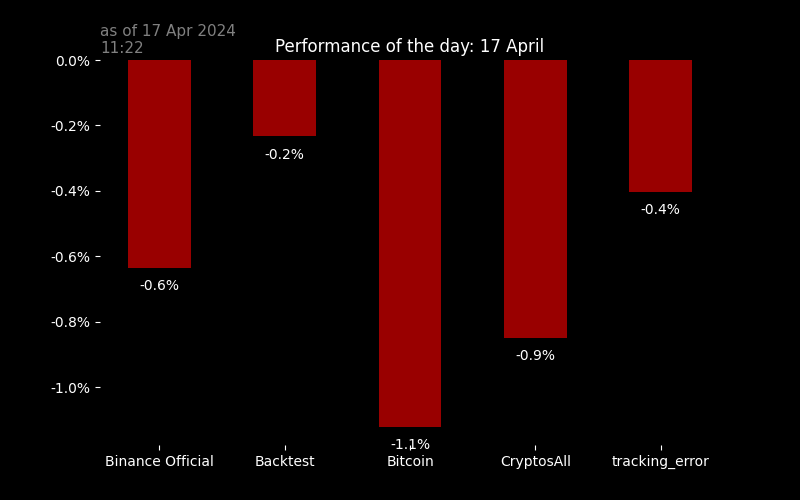 as of 17 Apr 2024
11:22
Performance of the day: 17 April
0.0%
-0.2%
-0.4%
-0.6%
-0.8%
-1.0%
-0.6%
-0.2%
-1.1%
-0.9%
-0.4%
Binance Official
Backtest
Bitcoin
CryptosAll
tracking_error